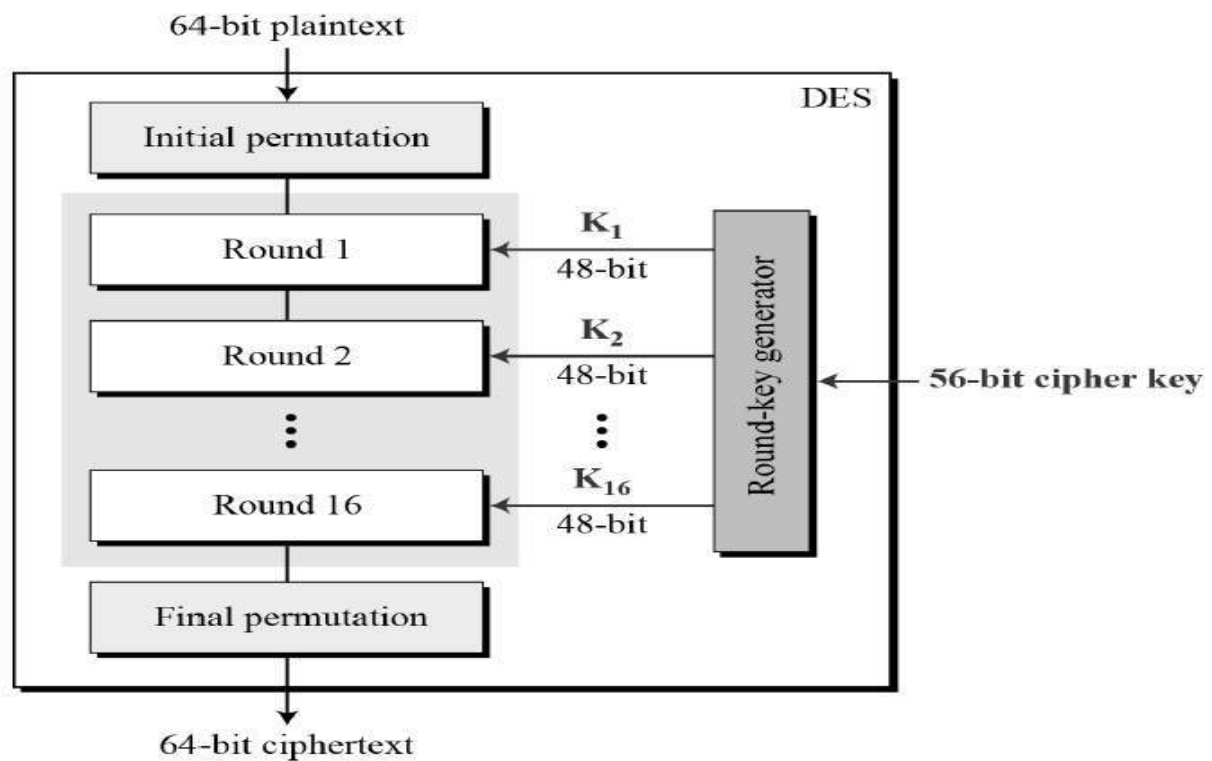 64-bit plaintext
DES
Initial permutation
Round 1
K1
48-bit
Round 2
K2
48-bit
Round-key generator
56-bit cipher key
Round 16
K16
48-bit
Final permutation
64-bit ciphertext